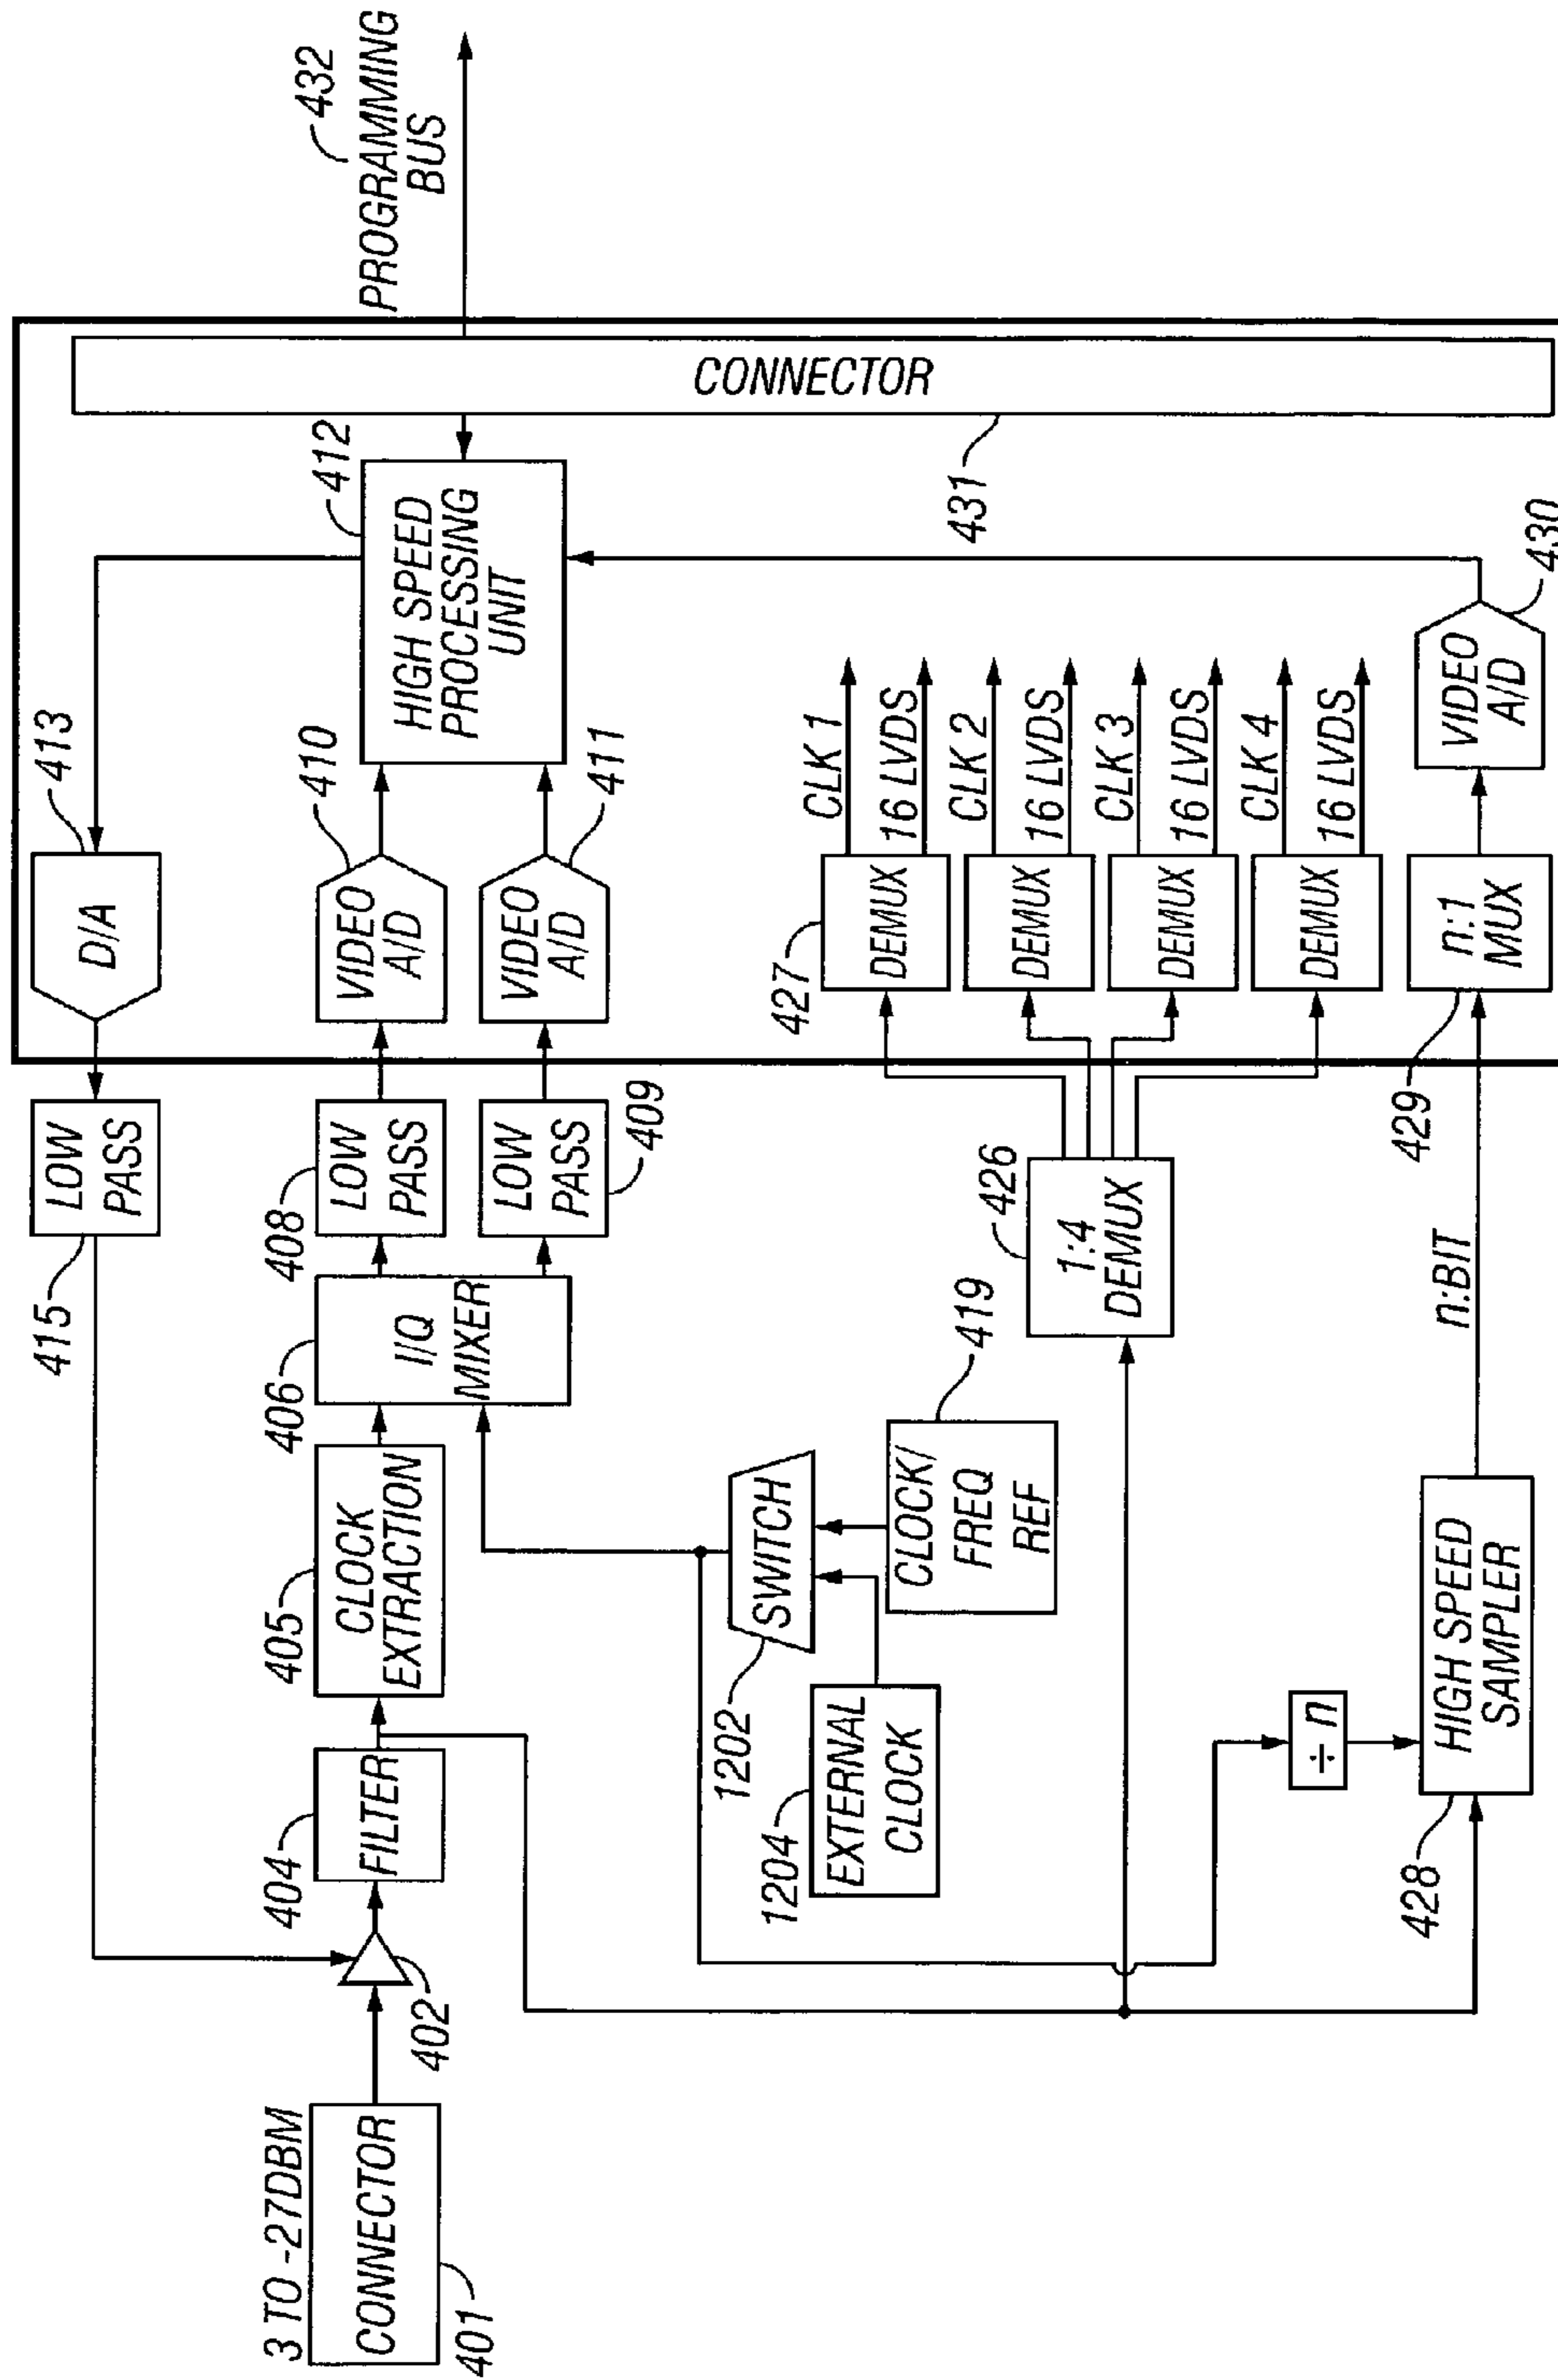 3 TO -27DBM
CONNECTOR
401
402
404
FILTER
405
CLOCK
EXTRACTION
406
I/Q
MIXER
415
LOW
PASS
408
LOW
PASS
LOW
PASS
409
413
D/A
410
VIDEO
A/D
VIDEO
A/D
411
412
HIGH SPEED
PROCESSING
UNIT
CONNECTOR
431
432
PROGRAMMING
BUS
1202
SWITCH
1204
EXTERNAL
CLOCK
CLOCK/
FREQ
REF
419
426
1:4
DEMUX
427
DEMUX
CLK 1
16 LVDS
DEMUX
CLK 2
16 LVDS
DEMUX
CLK 3
16 LVDS
DEMUX
CLK 4
16 LVDS
÷ n
428
HIGH SPEED
SAMPLER
n:BIT
429
n:1
MUX
VIDEO
A/D
430